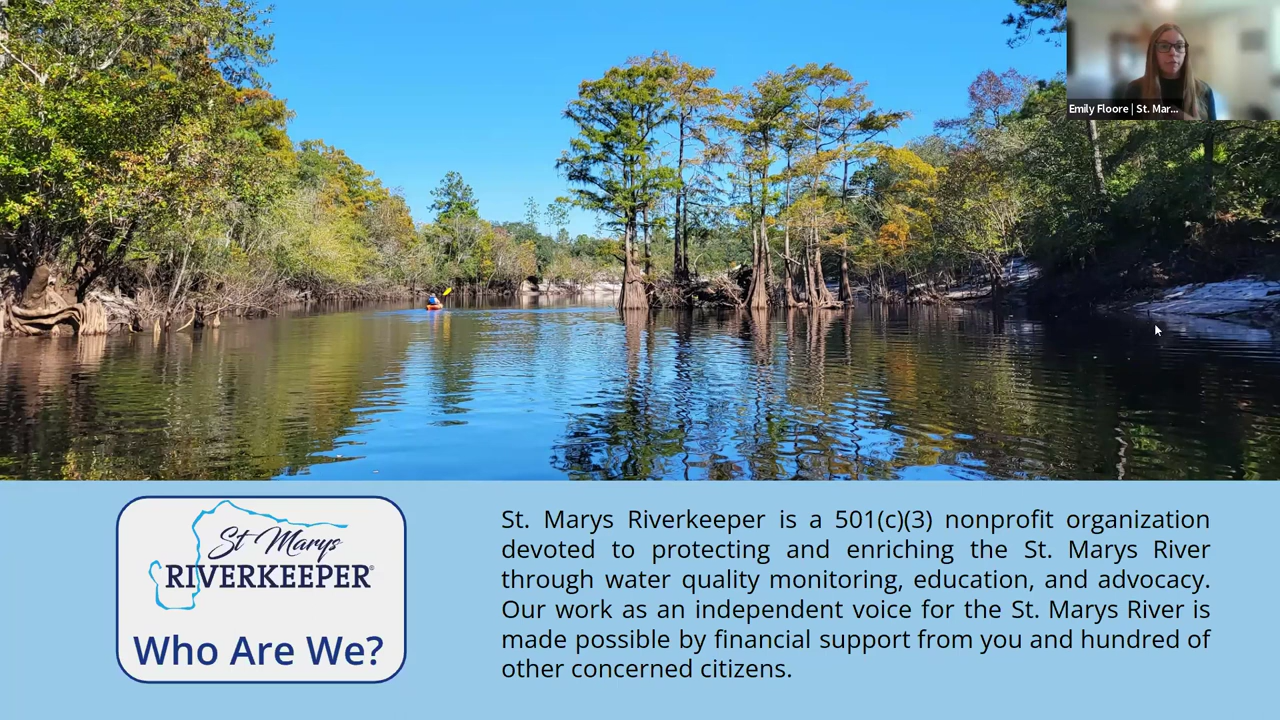 Emily Floore | St. Mar...
St Marys
RIVERKEEPER®
Who Are We?
St. Marys Riverkeeper is a 501(c)(3) nonprofit organization
devoted to protecting and enriching the St. Marys River
through water quality monitoring, education, and advocacy.
Our work as an independent voice for the St. Marys River is
made possible by financial support from you and hundred of
other concerned citizens.